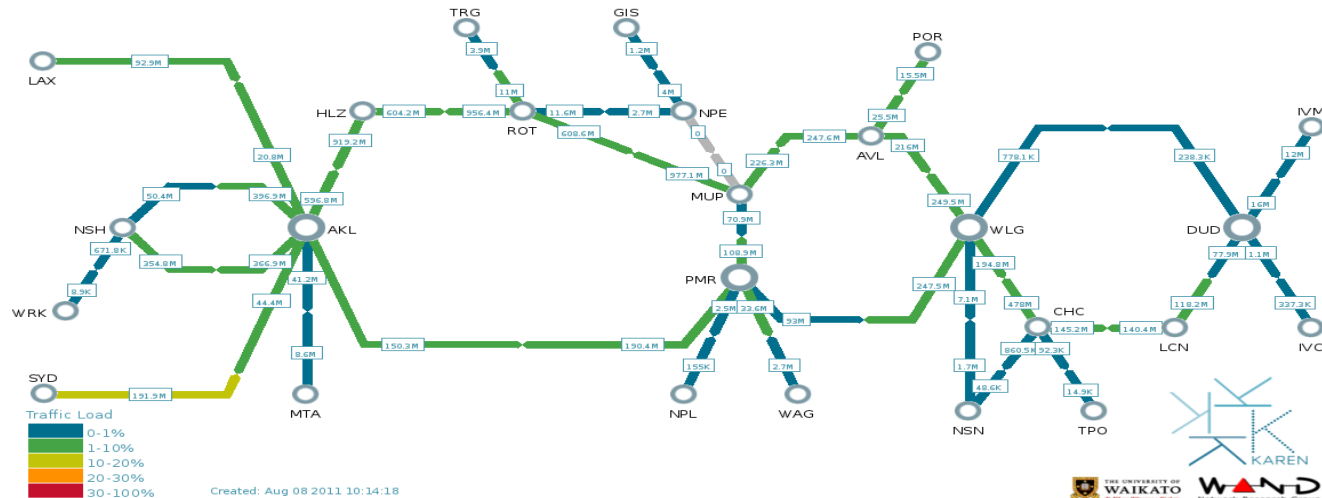 TRG
GIS
3.9M
1.2M
POR
LAX
92.9M
15.5M
11M
4M
IVM
HLZ
604.2M
956.4M
ROT
11.6M
2.7M
NPE
25.5M
12M
919.2M
608.6M
0
247.6M
AVL
216M
778.1K
238.3K
20.8M
977.1M
0
226.3M
50.4M
396.9M
596.8M
MUP
249.5M
16M
NSH
AKL
70.9M
WLG
DUD
671.8K
354.8M
366.9M
41.2M
108.9M
194.8M
77.9M
1.1M
8.9K
44.4M
PMR
247.5M
7.1M
478M
118.2M
337.3K
WRK
2.5M
33.6M
93M
CHC
145.2M
140.4M
LCN
IVC
150.3M
190.4M
860.5K
92.3K
8.6M
155K
2.7M
1.7M
48.6K
14.9K
SYD
191.9M
MTA
NPL
WAG
NSN
TPO
Traffic Load
0-1%
1-10%
10-20%
20-30%
30-100%
Created: Aug 08 2011 10:14:18
KAREN
THE UNIVERSITY OF
WAIKATO
WAND